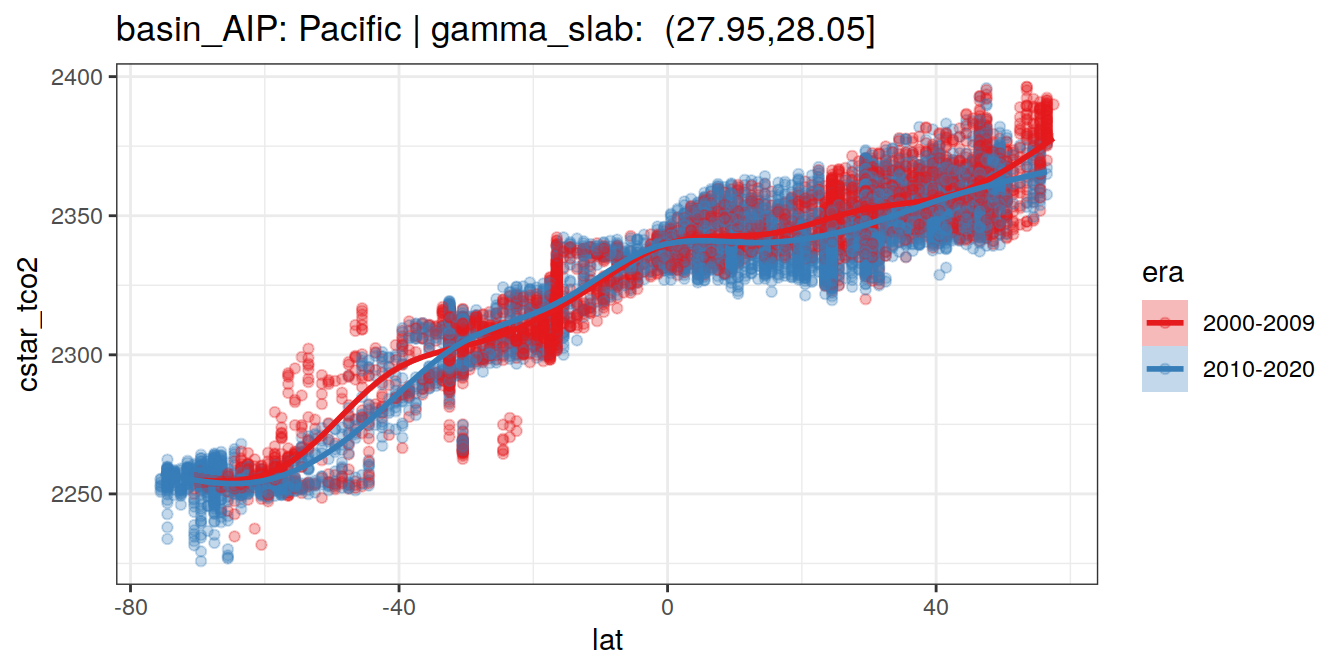 basin_AIP: Pacific | gamma_slab:  (27.95,28.05]
2400
2350
2300
2250
cstar_tco2
-80
-40
0
40
lat
era
2000-2009
2010-2020